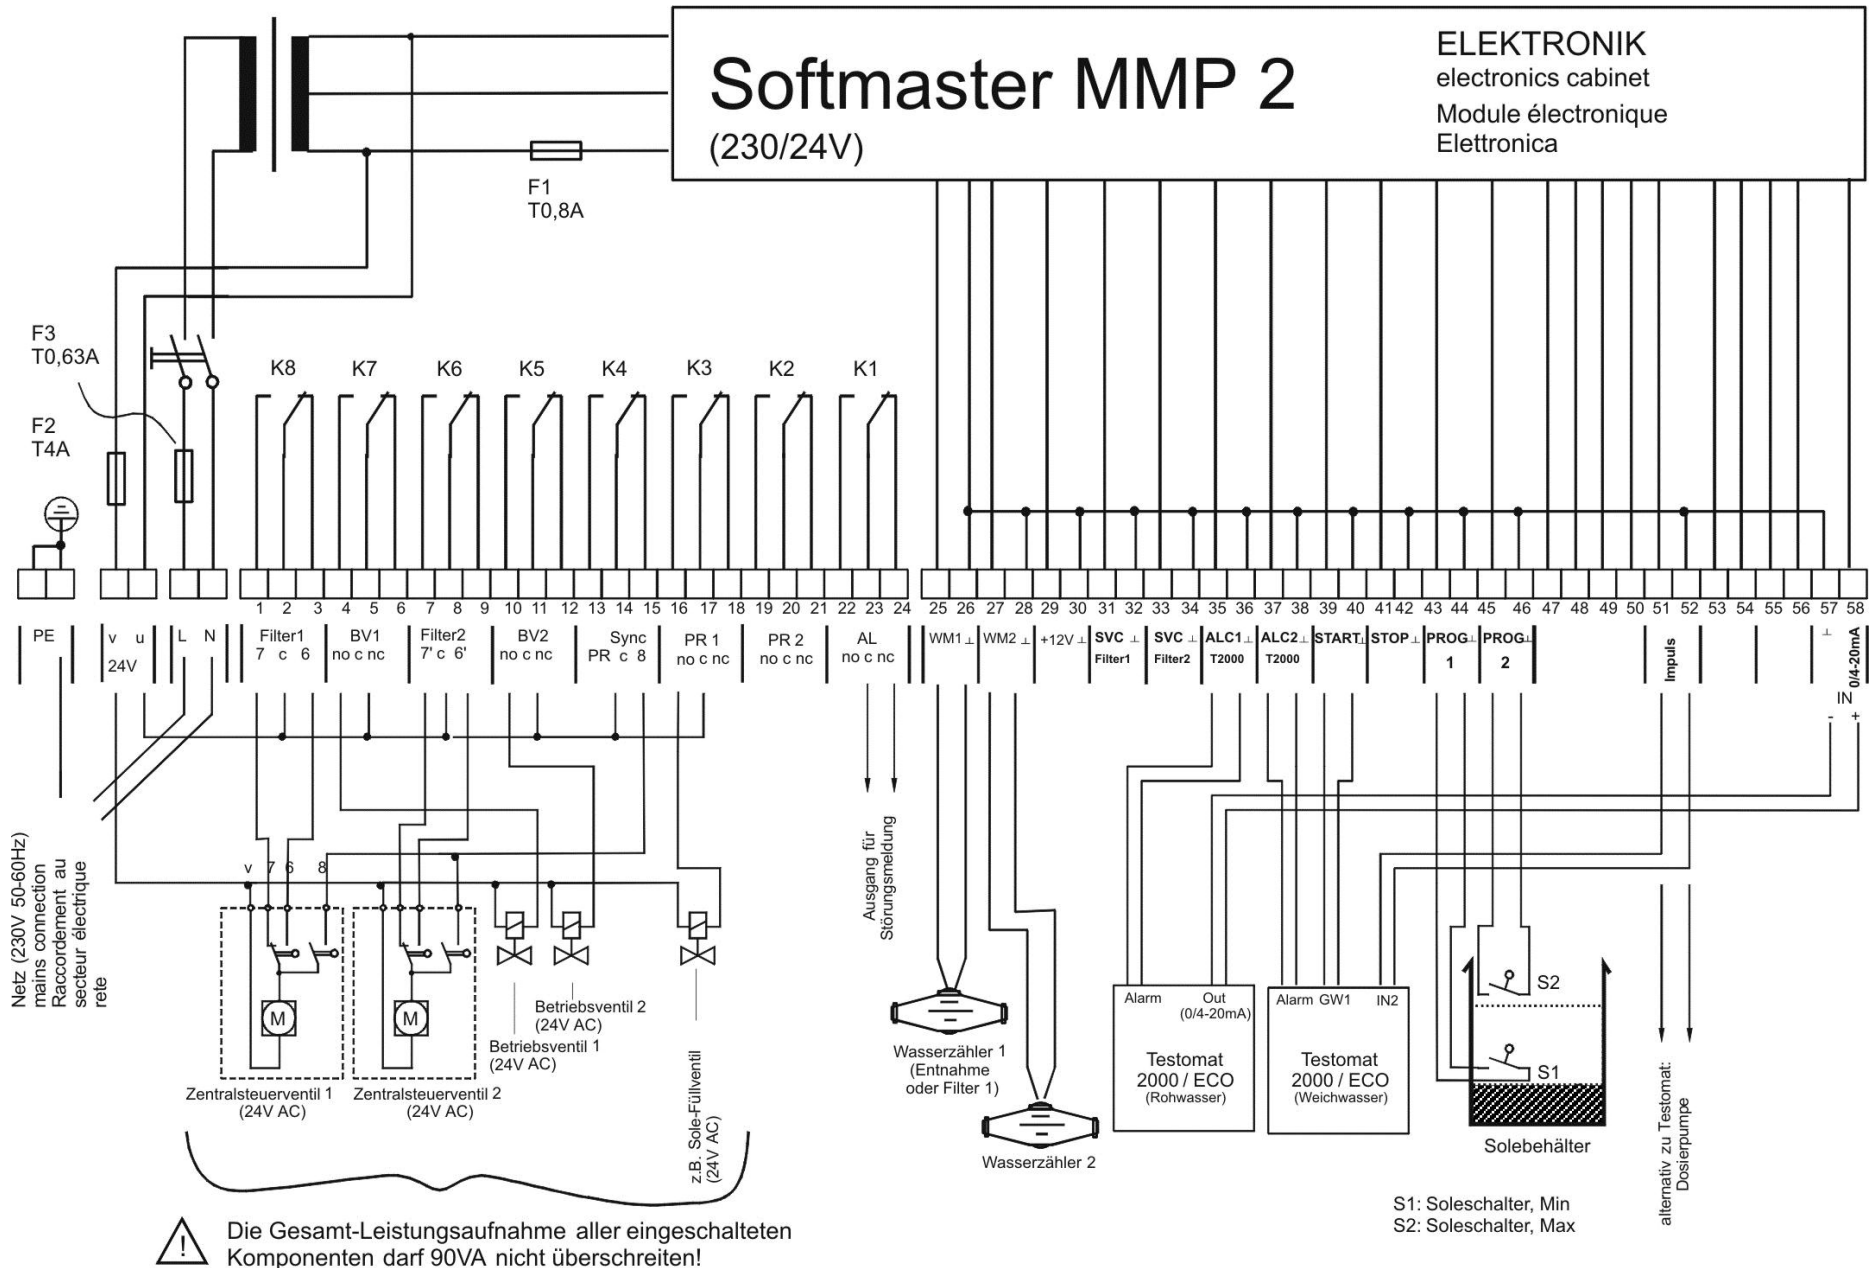 Softmaster MMP 2
(230/24V)
ELEKTRONIK
electronics cabinet
Module électronique
Elettronica
F1
T0,8A
F3
T0,63A
F2
T4A
K8 K7 K6 K5 K4 K3 K2 K1
1 2 3 4 5 6 7 8 9 10 11 12 13 14 15 16 17 18 19 20 21 22 23 24 25 26 27 28 29 30 31 32 33 34 35 36 37 38 39 40 41 42 43 44 45 46 47 48 49 50 51 52 53 54 55 56 57 58
PE
v u
24V
L N
Filter1
7 c 6
BV1
no c nc
Filter2
7' c 6'
BV2
no c nc
Sync
PR c 8
PR 1
no c nc
PR 2
no c nc
AL
no c nc
WM1 ⊥
WM2 ⊥
+12V ⊥
SVC ⊥
Filter1
SVC ⊥
Filter2
ALC1 ⊥
T2000
ALC2 ⊥
T2000
START ⊥
STOP ⊥
PROG ⊥
1
PROG ⊥
2
Impuls
⊥
0/4-20mA
IN
- +
v 7 6 8
Netz (230V 50-60Hz)
mains connection
Raccordement au
secteur électrique
rete
M
M
Zentralsteuerventil 1
(24V AC)
Zentralsteuerventil 2
(24V AC)
Betriebsventil 2
(24V AC)
Betriebsventil 1
(24V AC)
z.B. Sole-Füllventil
(24V AC)
Ausgang für
Störungsmeldung
Wasserzähler 1
(Entnahme
oder Filter 1)
Wasserzähler 2
Alarm
Out
(0/4-20mA)
Testomat
2000 / ECO
(Rohwasser)
Alarm GW1 IN2
Testomat
2000 / ECO
(Weichwasser)
S2
S1
Solebehälter
S1: Soleschalter, Min
S2: Soleschalter, Max
alternativ zu Testomat:
Dosierpumpe
!
Die Gesamt-Leistungsaufnahme aller eingeschalteten
Komponenten darf 90VA nicht überschreiten!